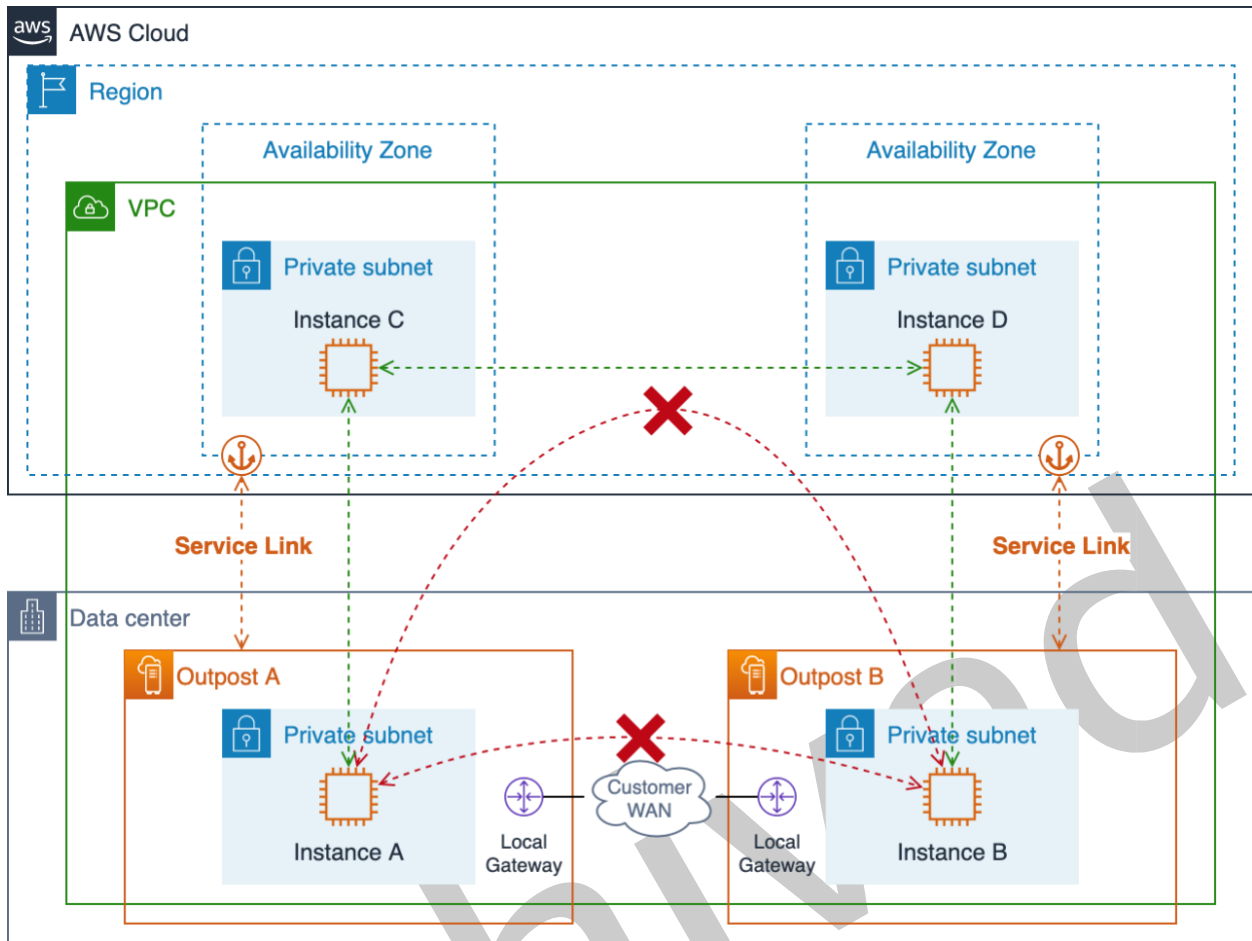 aws
AWS Cloud
Region
Availability Zone
Availability Zone
VPC
Private subnet
Private subnet
Instance C
Instance D
Service Link
Service Link
Data center
Outpost A
Outpost B
Private subnet
Private subnet
Customer
WAN
Instance A
Local
Gateway
Local
Gateway
Instance B